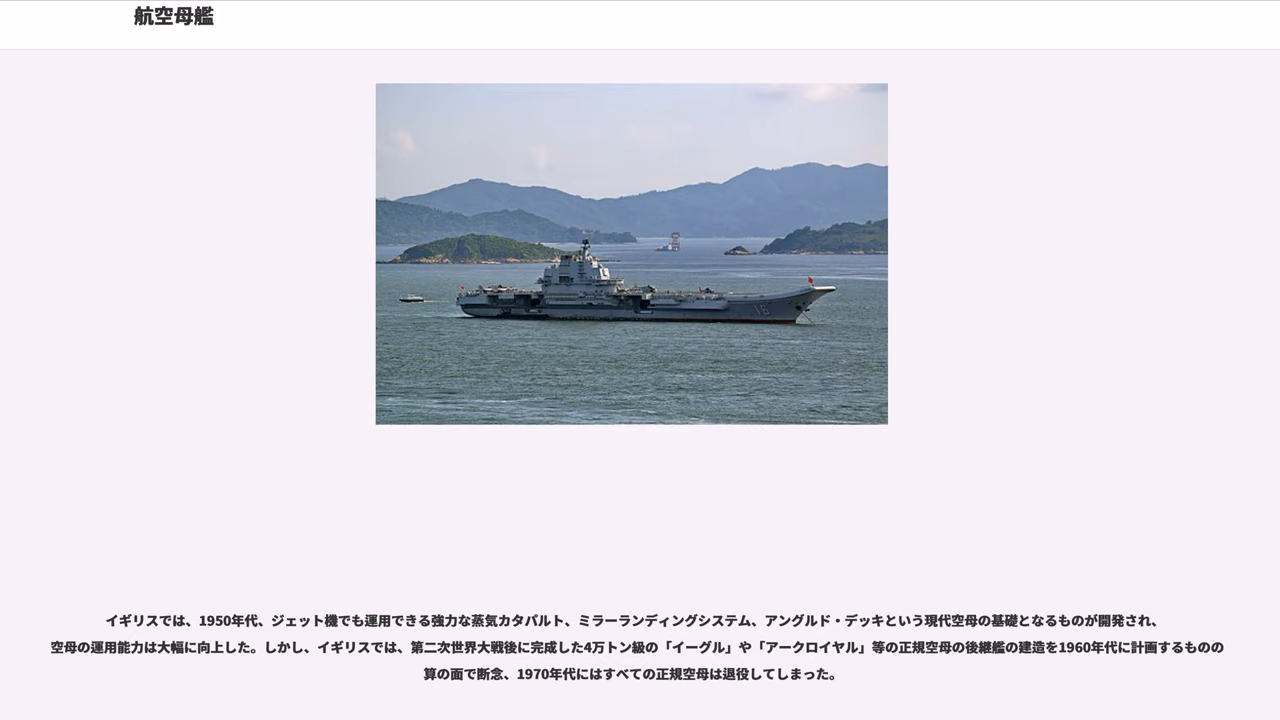 航空母艦
16
イギリスでは、1950年代、ジェット機でも運用できる強力な蒸気カタパルト、ミラーランディングシステム、アングルド・デッキという現代空母の基礎となるものが開発され、
空母の運用能力は大幅に向上した。しかし、イギリスでは、第二次世界大戦後に完成した4万トン級の「イーグル」や「アークロイヤル」等の正規空母の後継艦の建造を1960年代に計画するものの
算の面で断念、1970年代にはすべての正規空母は退役してしまった。